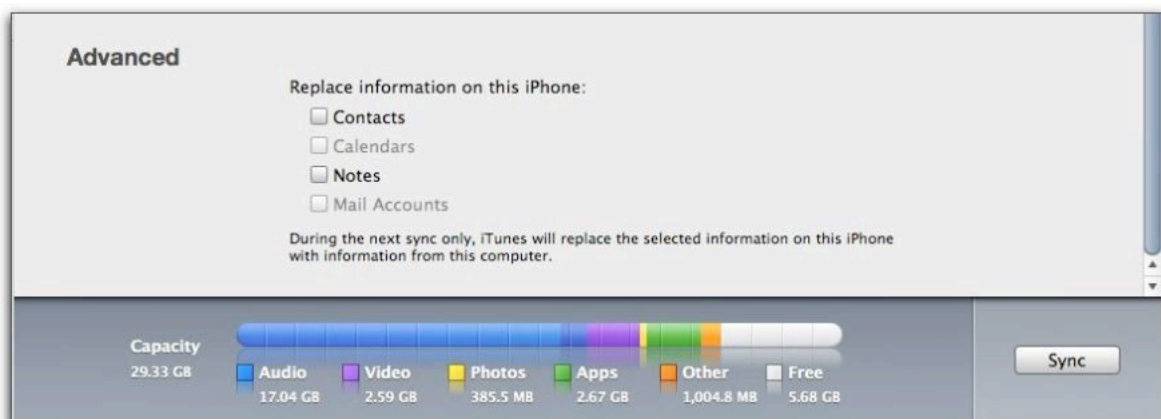 Advanced
Replace information on this iPhone:
Contacts
Calendars
Notes
Mail Accounts
During the next sync only, iTunes will replace the selected information on this iPhone
with information from this computer.
Capacity
29.33 GB
Audio Video Photos Apps Other Free
17.04 GB 2.59 GB 385.5 MB 2.67 GB 1,004.8 MB 5.68 GB
Sync